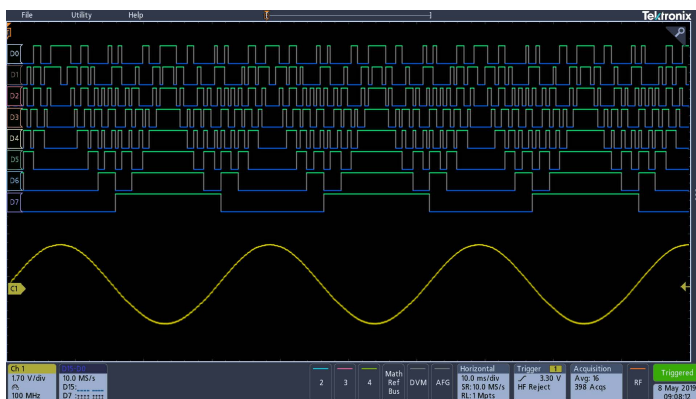 File Utility Help Tektronix
D0
D1
D2
D3
D4
D5
D6
D7
C1
Ch 1
1.70 V/div
100 MHz
D15-D0
10.0 MS/s
D15:
D7
2 3 4
Math
Ref
Bus
DVM AFG
Horizontal
10.0 ms/div
SR: 10.0 MS/s
RL: 1 Mpts
Trigger 1
3.30 V
HF Reject
Acquisition
Avg: 16
398 Acqs
RF
Triggered
8 May 2019